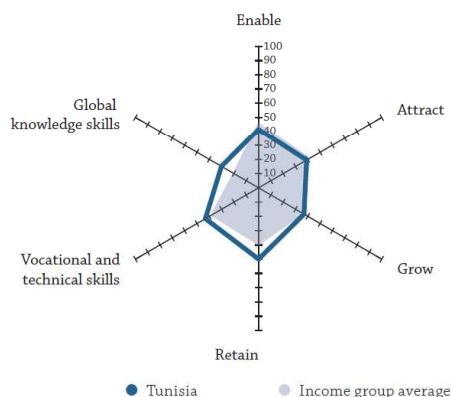 Enable
100
90
80
70
60
50
40
30
20
10
Global
knowledge skills
Attract
Vocational and
technical skills
Grow
Retain
Tunisia
Income group average